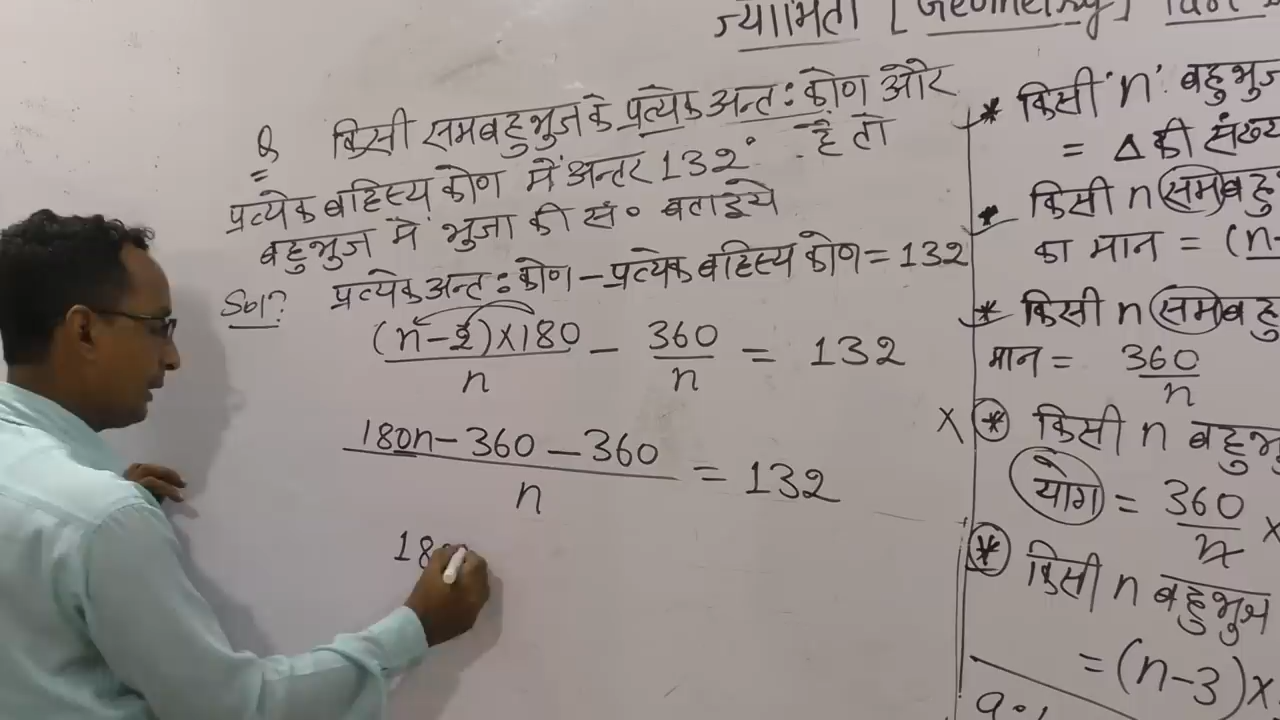 ज्यामिती [Geometry]
Q किसी समबहुभुज के प्रत्येक अन्तः कोण और
प्रत्येक बहिस्य कोण में अन्तर 132° है तो
बहुभुज में भुजा की सं० बताइये
Sol? प्रत्येक अन्तः कोण – प्रत्येक बहिस्य कोण = 132
(n-2)×180/n - 360/n = 132
180n - 360 - 360/n = 132
18
* किसी 'n' बहुभुज
= Δ की संख्य
* किसी n समबहु
का मान = (n-
* किसी n समबहु
मान = 360/n
× * किसी n बहुभु
योग = 360/n ×
* किसी n बहुभुज
= (n-3)×